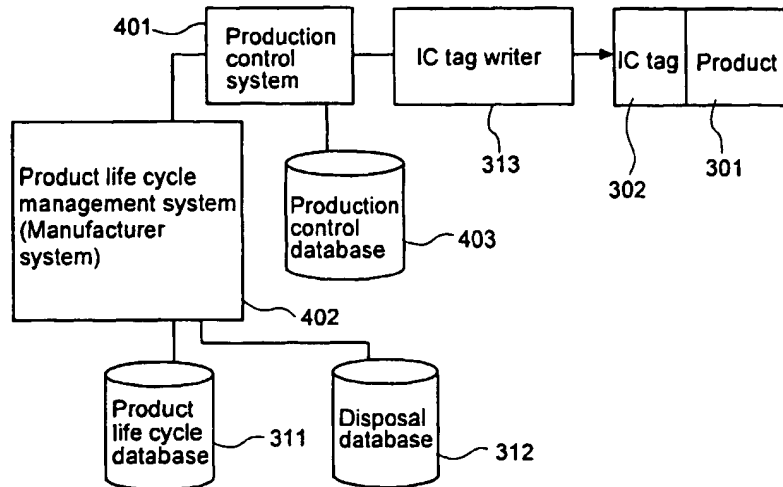 401
Production
control
system
IC tag writer
IC tag
Product
313
302
301
Product life cycle
management system
(Manufacturer
system)
Production
control
database
403
402
Product
life cycle
database
311
Disposal
database
312